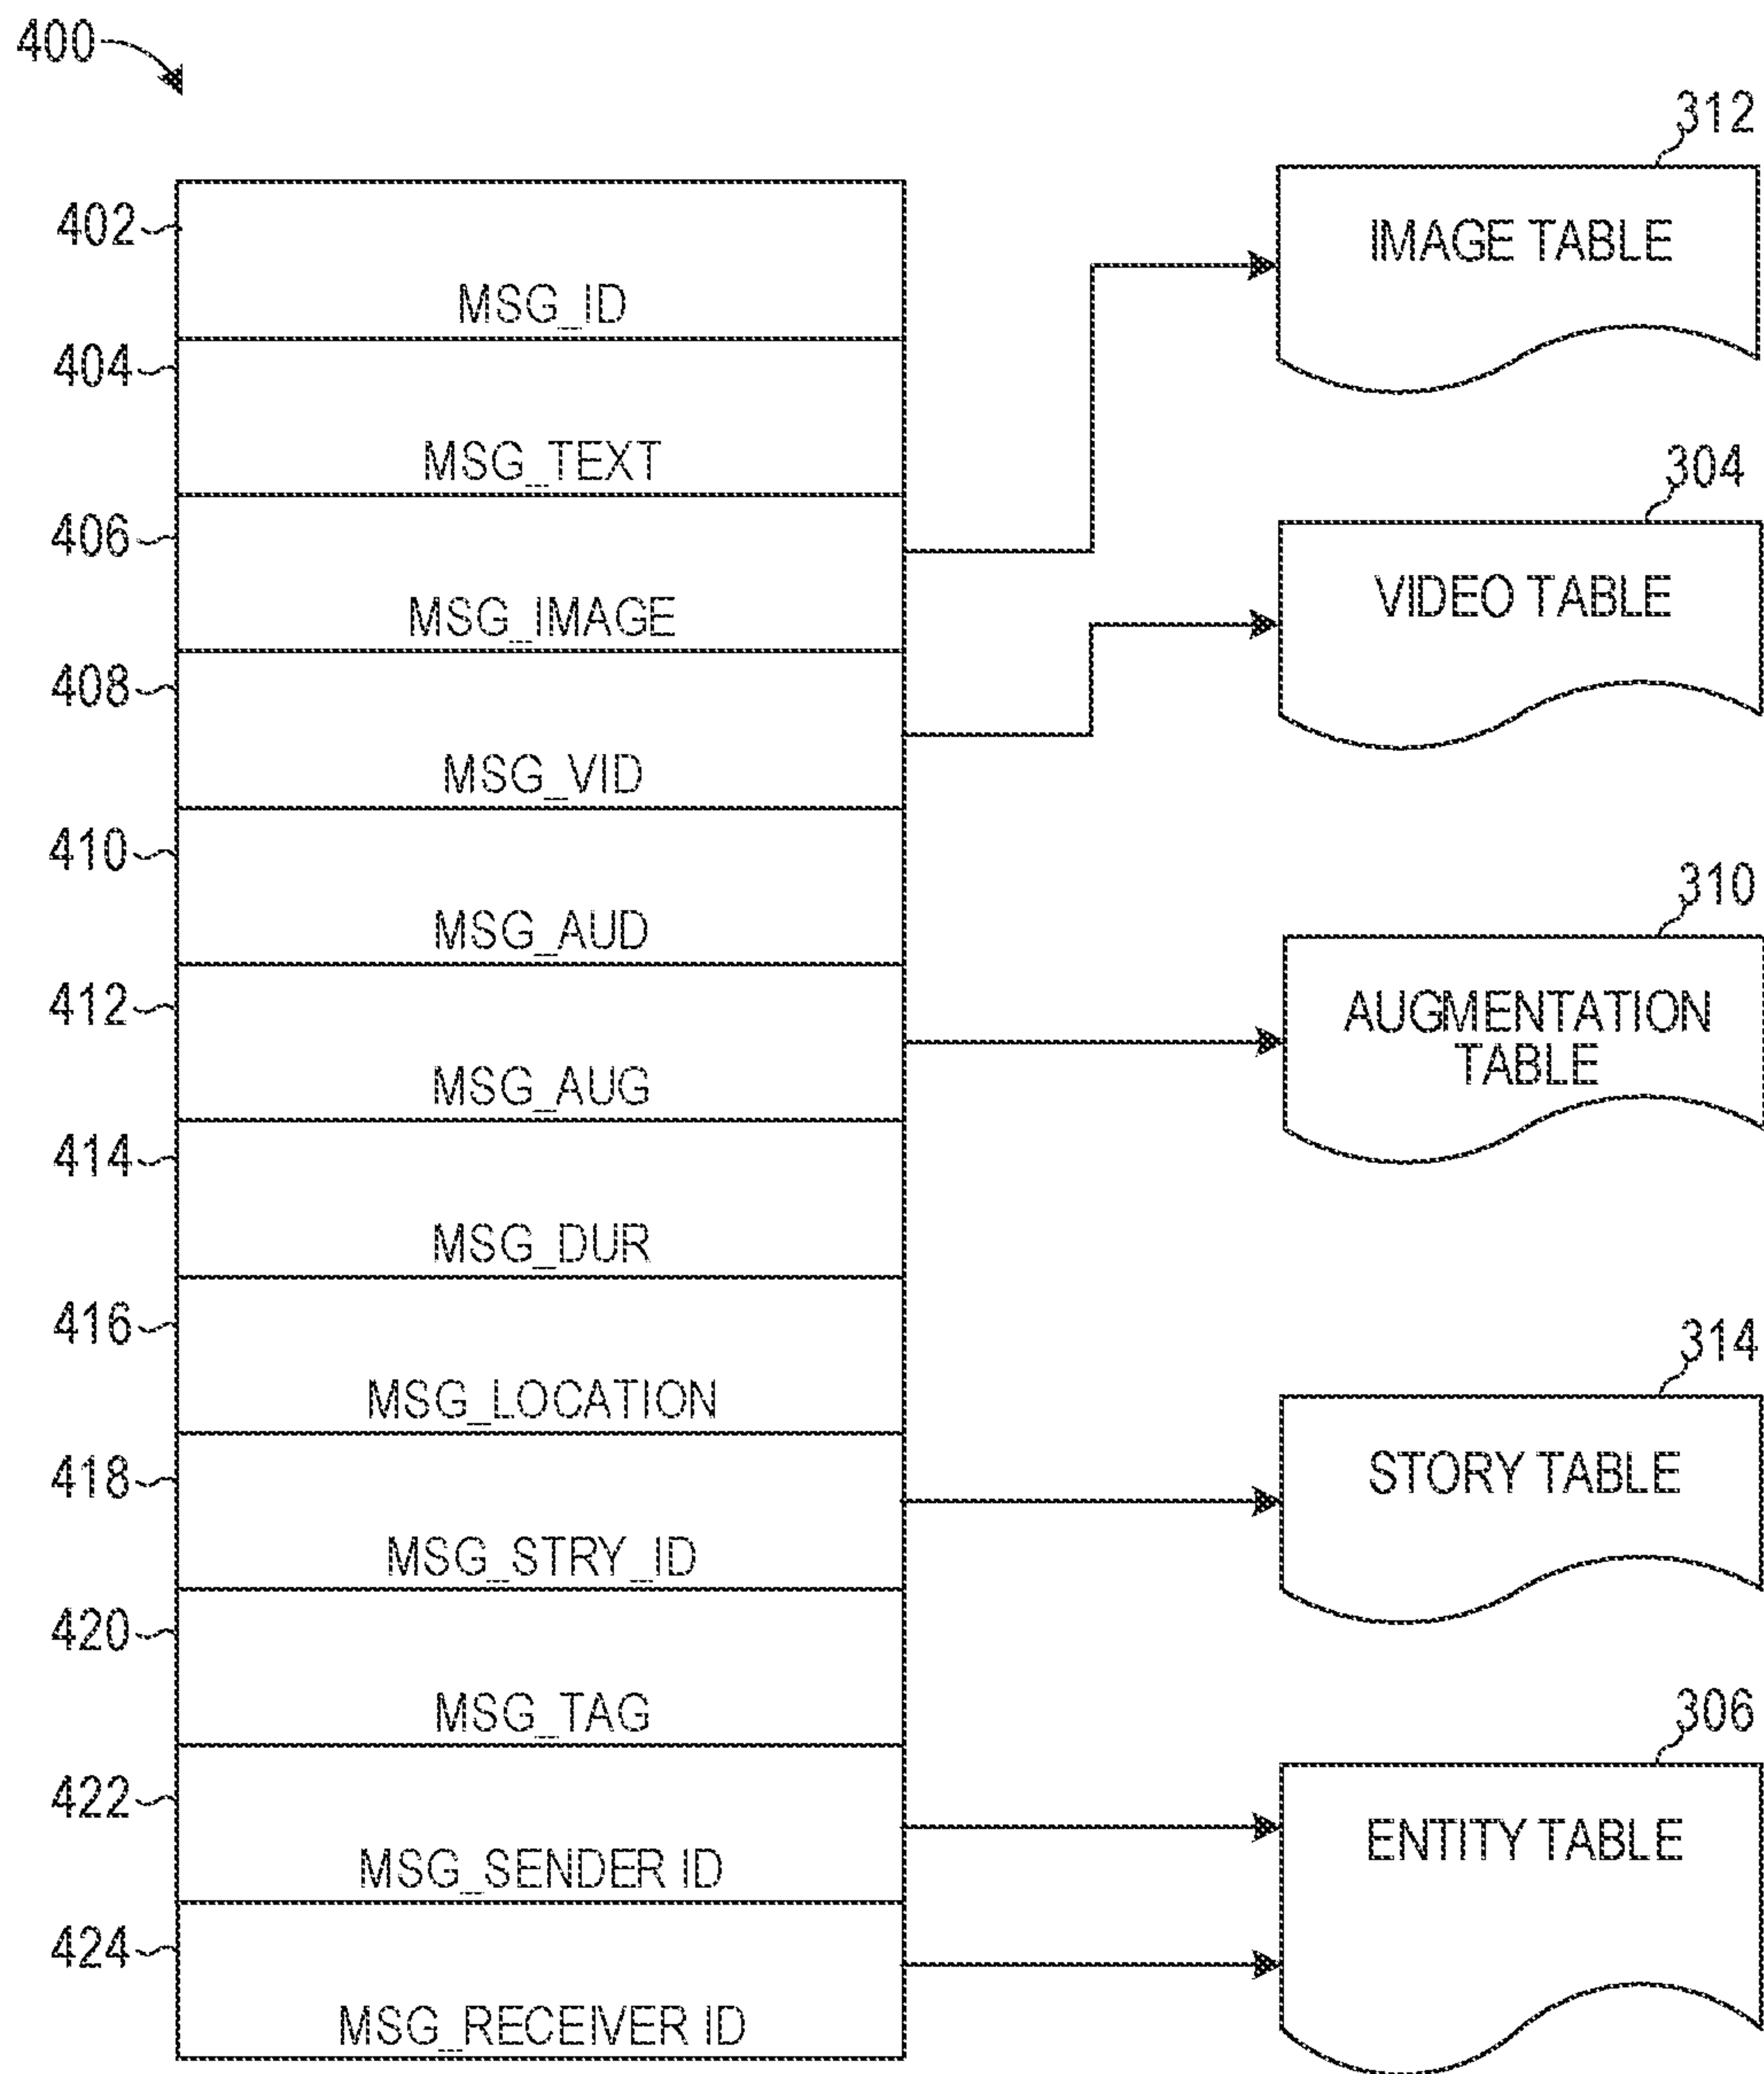 400
312
402
IMAGE TABLE
MSG_ID
404
MSG_TEXT
304
406
VIDEO TABLE
MSG_IMAGE
408
MSG_VID
410
310
MSG_AUD
412
AUGMENTATION
TABLE
MSG_AUG
414
MSG_DUR
416
314
MSG_LOCATION
418
STORY TABLE
MSG_STRY_ID
420
306
MSG_TAG
422
ENTITY TABLE
MSG_SENDER ID
424
MSG_RECEIVER ID